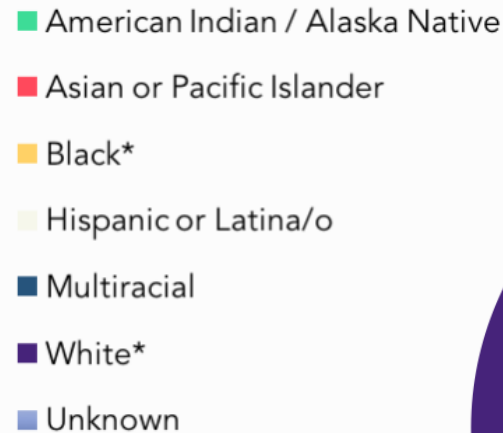 American Indian / Alaska Native
Asian or Pacific Islander
Black*
Hispanic or Latina/o
Multiracial
White*
Unknown